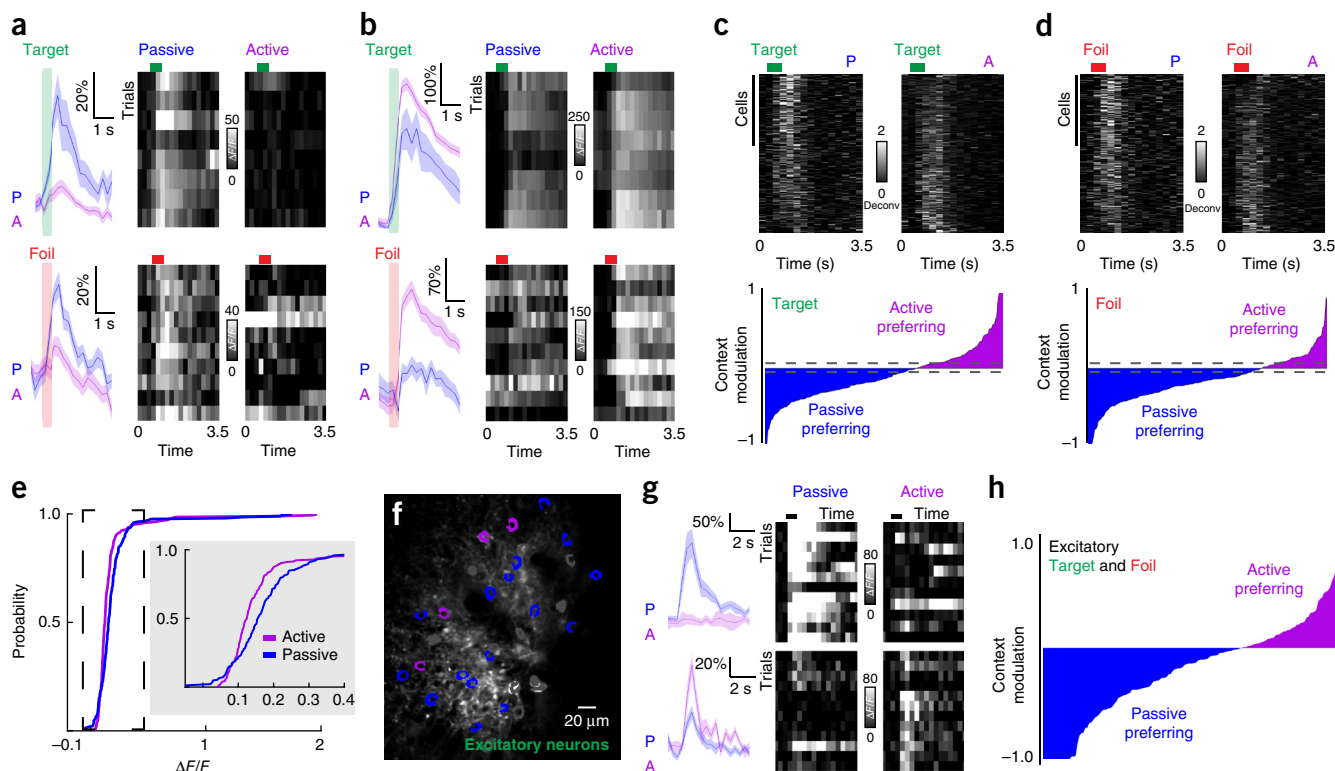 a
Target
20%
1 s
P
A
Passive
Active
Trials
50
ΔF/F
0
Foil
20%
1 s
P
A
40
ΔF/F
0
0
3.5
0
3.5
Time
Time
b
Target
100%
1 s
P
A
Passive
Active
Trials
250
ΔF/F
0
Foil
70%
1 s
P
A
150
ΔF/F
0
0
3.5
0
3.5
Time
Time
c
Target
P
Target
A
Cells
2
0
Deconv
0
3.5
0
3.5
Time (s)
Time (s)
1
Target
Active
preferring
Context
modulation
Passive
preferring
−1
d
Foil
P
Foil
A
Cells
2
0
Deconv
0
3.5
0
3.5
Time (s)
Time (s)
1
Foil
Active
preferring
Context
modulation
Passive
preferring
−1
e
1.0
0.5
Probability
−0.1
1
2
ΔF/F
1.0
0.5
Active
Passive
0.1
0.2
0.3
0.4
f
20 μm
Excitatory neurons
g
50%
2 s
P
A
Passive
Active
Time
Time
Trials
80
ΔF/F
0
20%
2 s
P
A
Trials
80
ΔF/F
0
h
1.0
Excitatory
Target and Foil
Active
preferring
Context
modulation
Passive
preferring
−1.0